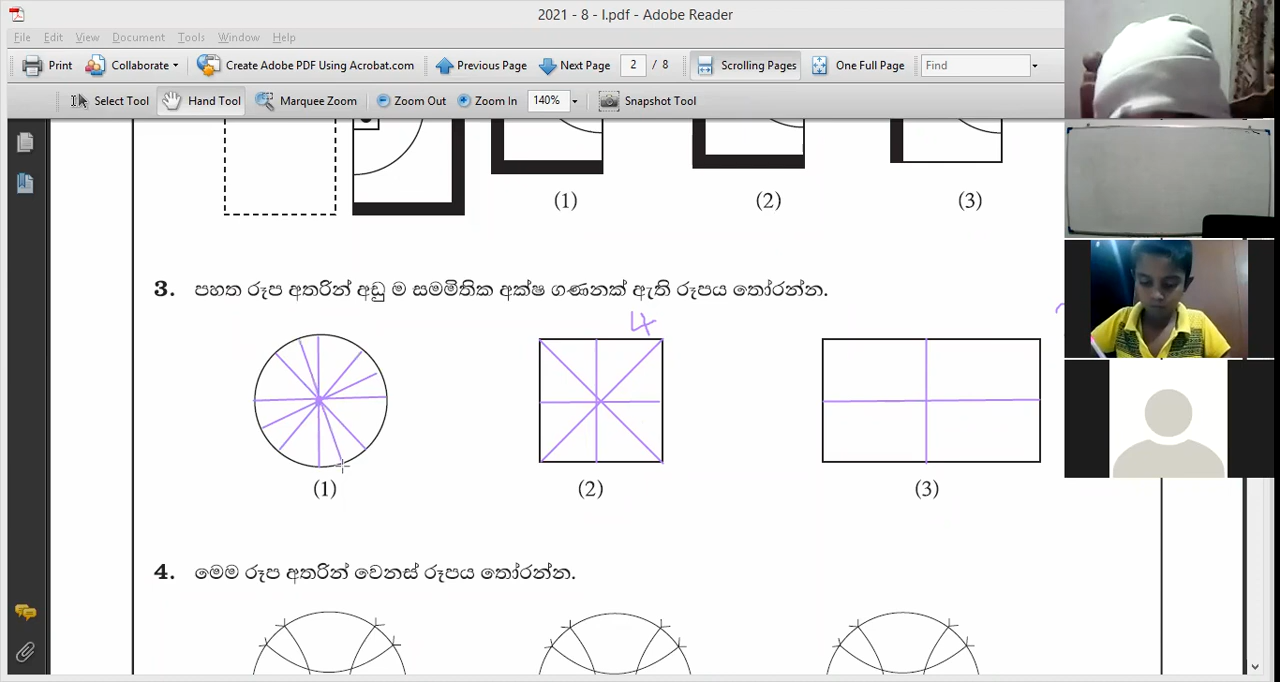 2021 - 8 - I.pdf - Adobe Reader
File Edit View Document Tools Window Help
Print Collaborate Create Adobe PDF Using Acrobat.com Previous Page Next Page 2 / 8 Scrolling Pages One Full Page Find
Select Tool Hand Tool Marquee Zoom Zoom Out Zoom In 140% Snapshot Tool
(1) (2) (3)
3. පහත රූප අතරින් අඩු ම සමමිතික අක්ෂ ගණනක් ඇති රූපය තෝරන්න.
4
(1) (2) (3)
4. මෙම රූප අතරින් වෙනස් රූපය තෝරන්න.